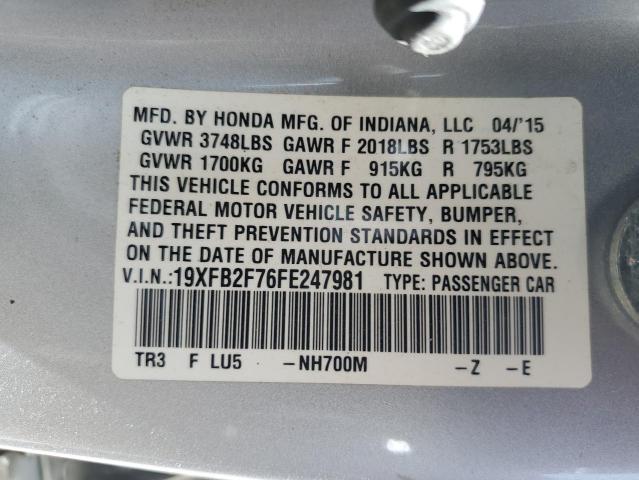 MFD. BY HONDA MFG. OF INDIANA, LLC 04/'15
GVWR 3748LBS GAWR F 2018LBS R 1753LBS
GVWR 1700KG GAWR F 915KG R 795KG
THIS VEHICLE CONFORMS TO ALL APPLICABLE
FEDERAL MOTOR VEHICLE SAFETY, BUMPER,
AND THEFT PREVENTION STANDARDS IN EFFECT
ON THE DATE OF MANUFACTURE SHOWN ABOVE.
V.I.N.:19XFB2F76FE247981 TYPE: PASSENGER CAR
TR3 F LU5 -NH700M -Z -E